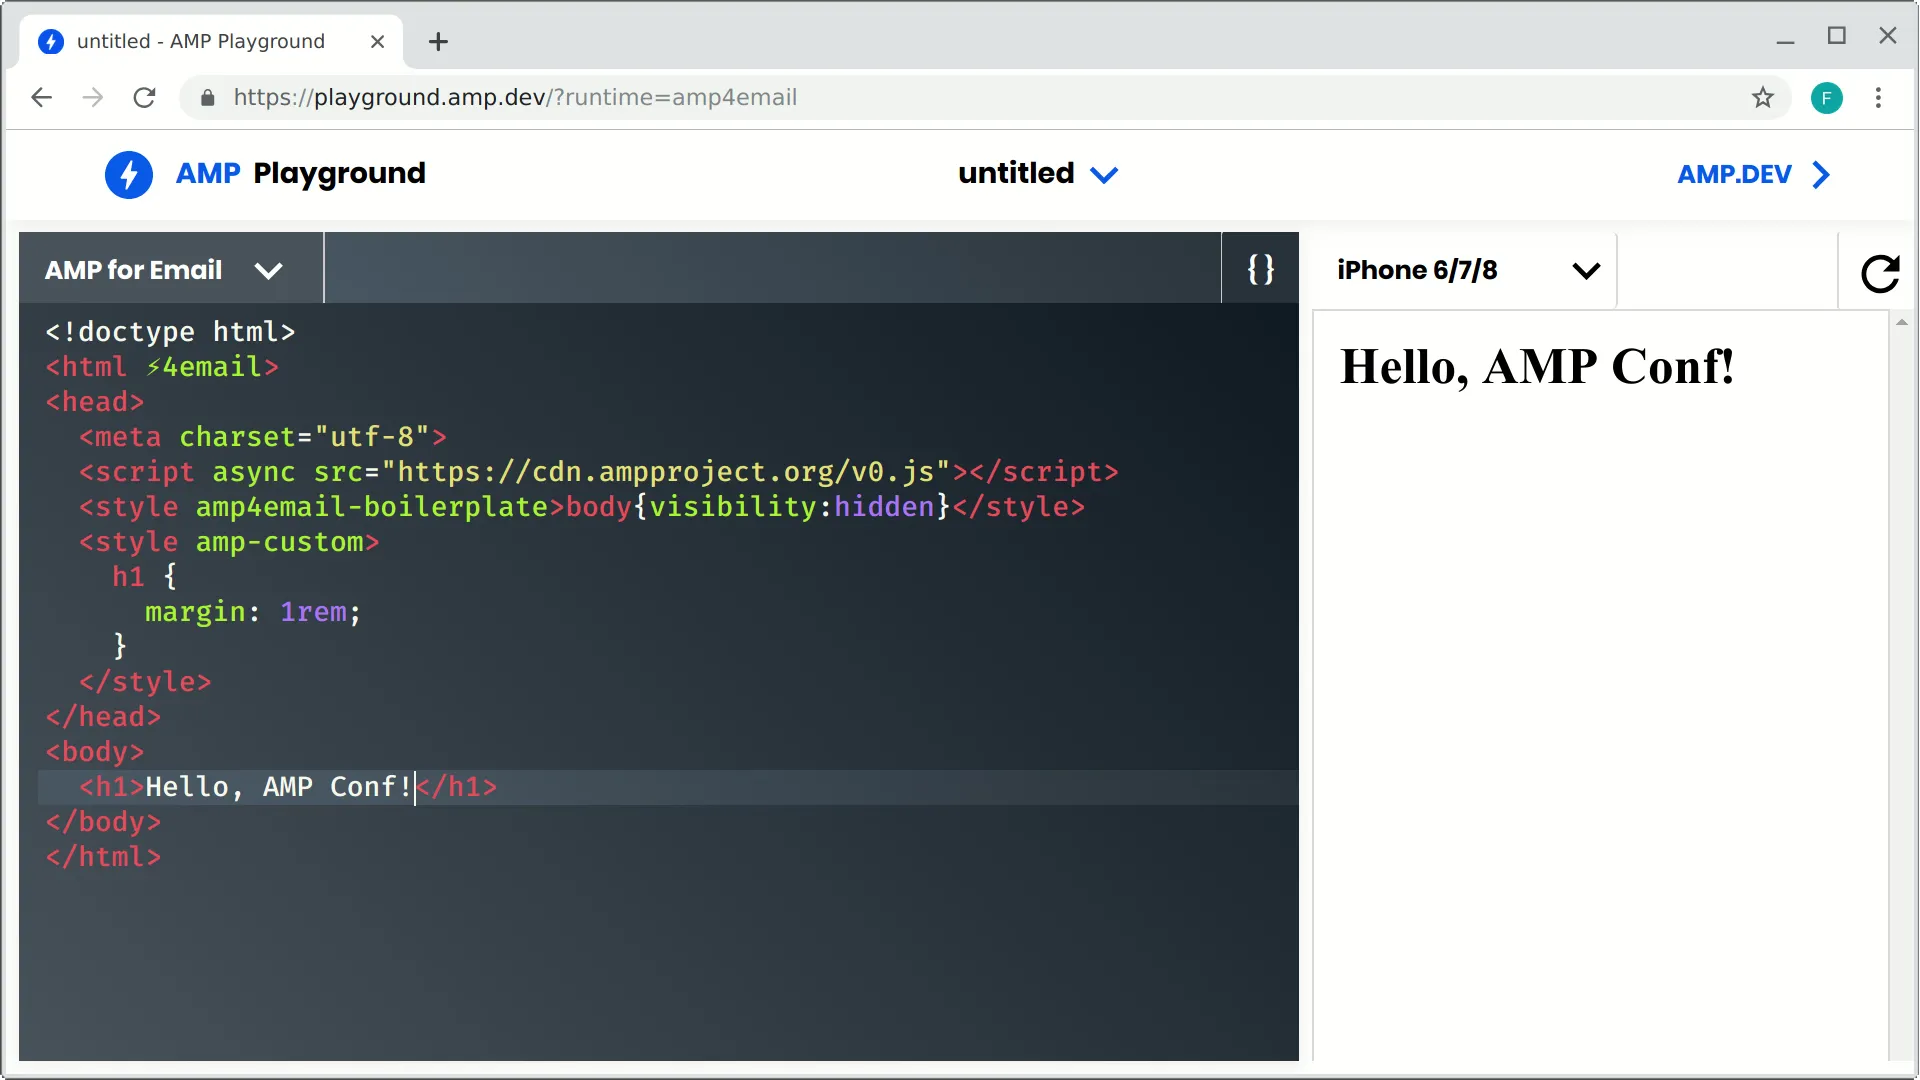 untitled - AMP Playground
https://playground.amp.dev/?runtime=amp4email
F
AMP Playground
untitled
AMP.DEV
AMP for Email
{}
iPhone 6/7/8
<!doctype html>
<html ⚡4email>
<head>
  <meta charset="utf-8">
  <script async src="https://cdn.ampproject.org/v0.js"></script>
  <style amp4email-boilerplate>body{visibility:hidden}</style>
  <style amp-custom>
    h1 {
      margin: 1rem;
    }
  </style>
</head>
<body>
  <h1>Hello, AMP Conf!</h1>
</body>
</html>
Hello, AMP Conf!